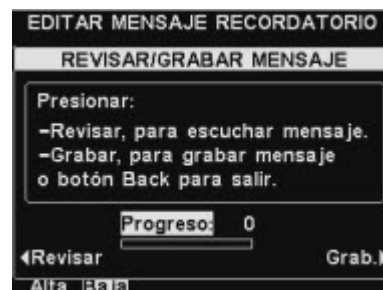 EDITAR MENSAJE RECORDATORIO
REVISAR/GRABAR MENSAJE
Presionar:
-Revisar, para escuchar mensaje.
-Grabar, para grabar mensaje
o botón Back para salir.
Progreso: 0
◀Revisar Grab.▶
Alta Baja